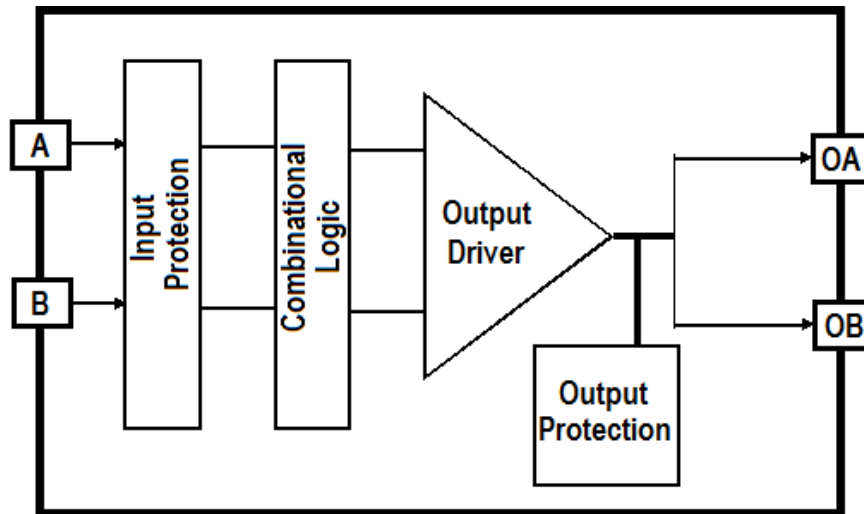 A
B
Input
Protection
Combinational
Logic
Output
Driver
Output
Protection
OA
OB